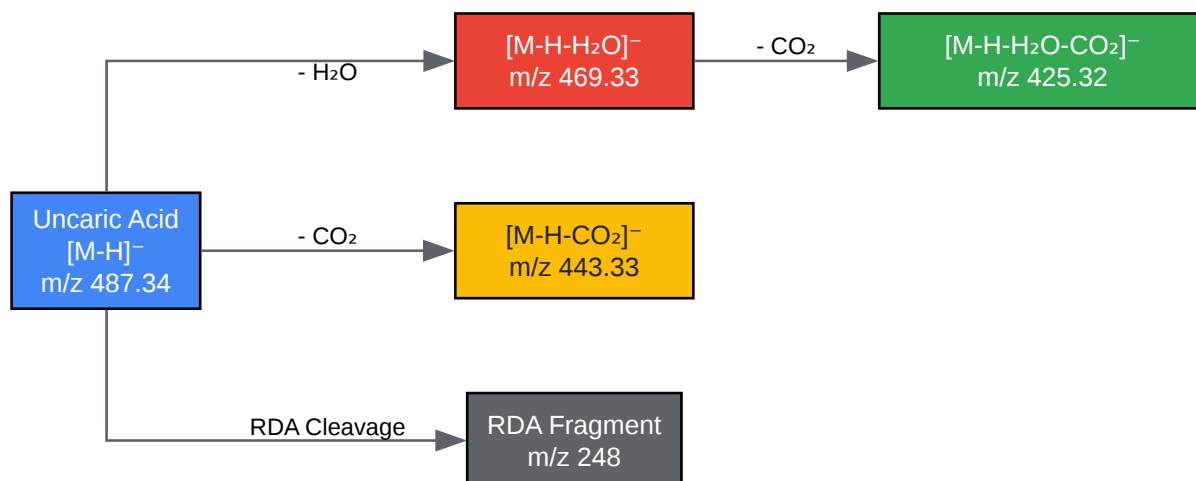 [M-H-H₂O]⁻
m/z 469.33
- CO₂
[M-H-H₂O-CO₂]⁻
m/z 425.32
- H₂O
Uncaric Acid
[M-H]⁻
m/z 487.34
- CO₂
[M-H-CO₂]⁻
m/z 443.33
RDA Cleavage
RDA Fragment
m/z 248